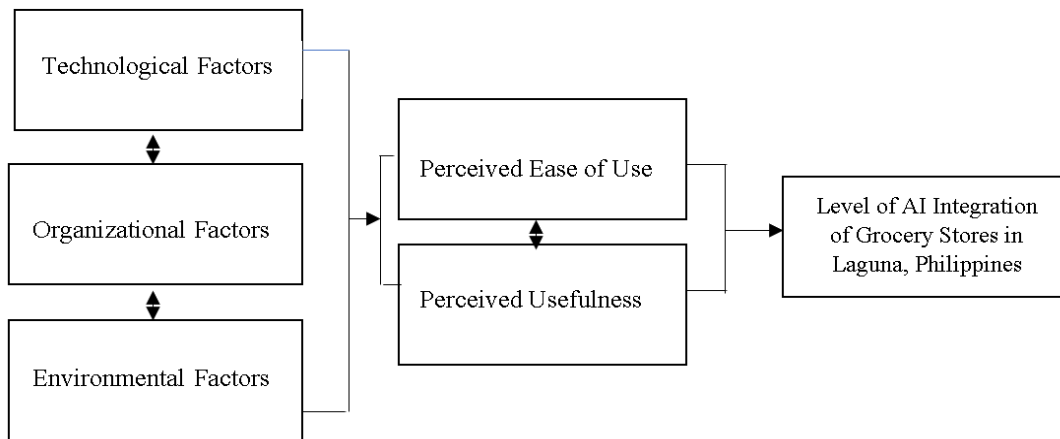 Technological Factors
Organizational Factors
Environmental Factors
Perceived Ease of Use
Perceived Usefulness
Level of AI Integration
of Grocery Stores in
Laguna, Philippines